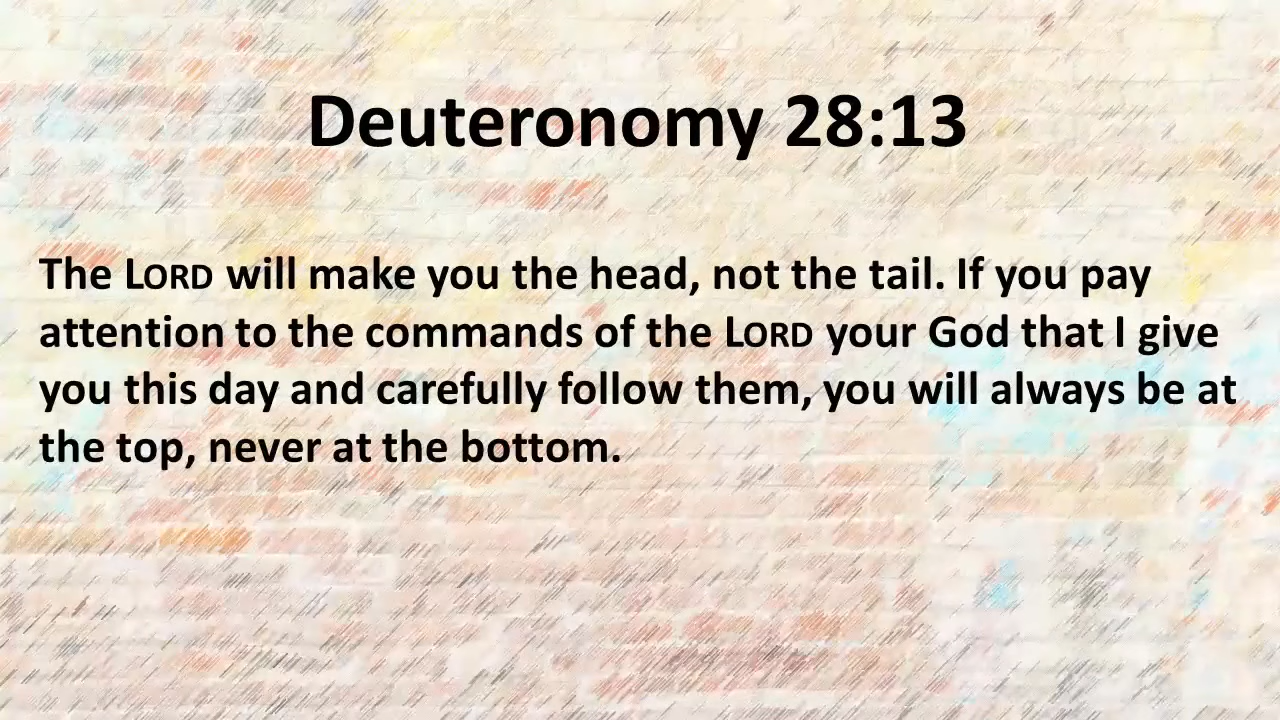 Deuteronomy 28:13
The LORD will make you the head, not the tail. If you pay
attention to the commands of the LORD your God that I give
you this day and carefully follow them, you will always be at
the top, never at the bottom.